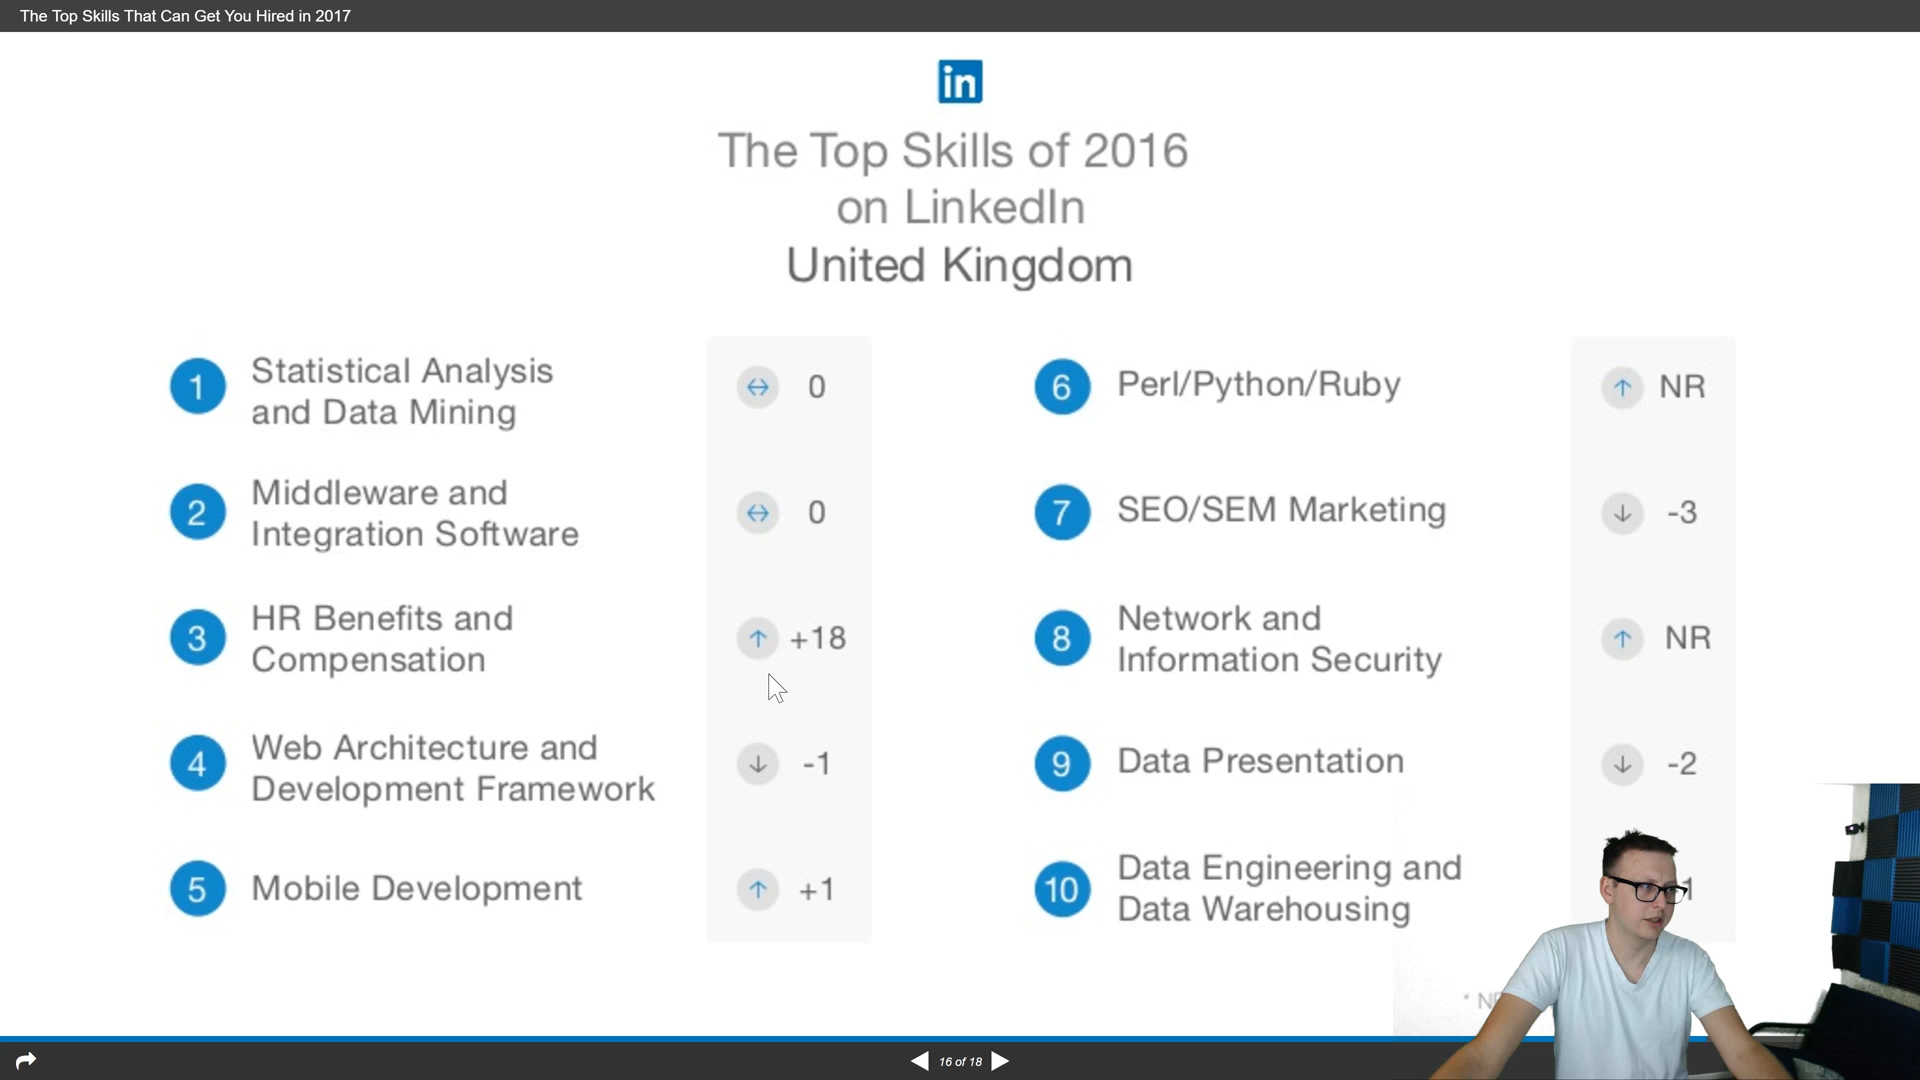 The Top Skills That Can Get You Hired in 2017
in
The Top Skills of 2016
on LinkedIn
United Kingdom
1 Statistical Analysis
and Data Mining
0
2 Middleware and
Integration Software
0
3 HR Benefits and
Compensation
+18
4 Web Architecture and
Development Framework
-1
5 Mobile Development
+1
6 Perl/Python/Ruby
NR
7 SEO/SEM Marketing
-3
8 Network and
Information Security
NR
9 Data Presentation
-2
10 Data Engineering and
Data Warehousing
16 of 18